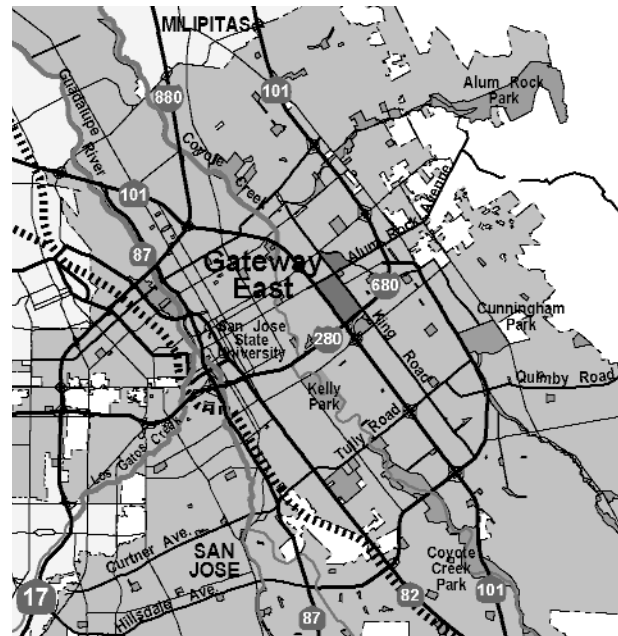 MILIPITAS
880
101
Alum Rock
Park
Guadalupe River
Coyote Creek
101
87
Alum Rock Avenue
Gateway
East
680
Cunningham
Park
San Jose
State
University
280
King Road
Kelly
Park
Quimby Road
Tully Road
Los Gatos Creek
Curtner Ave.
SAN
JOSE
Coyote
Creek
Park
17
Hillsdale Ave.
87
82
101